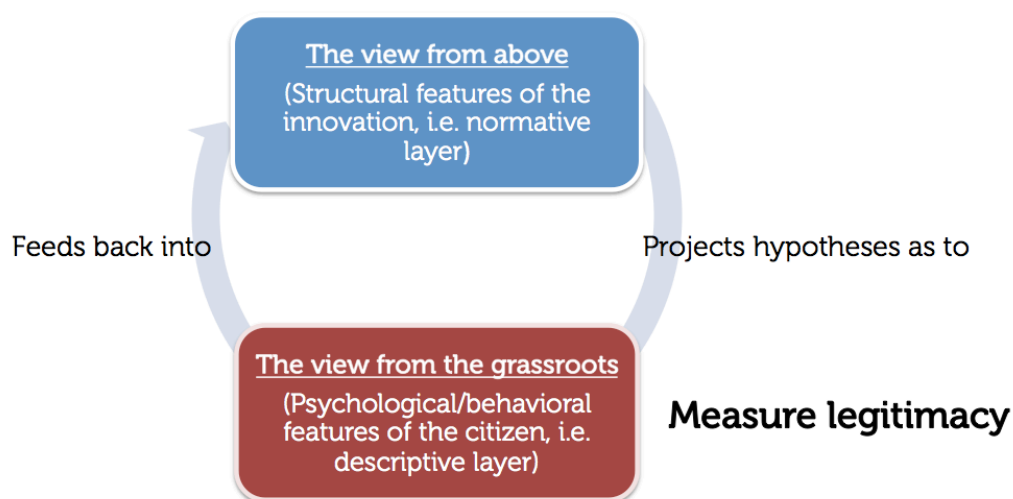 The view from above
(Structural features of the
innovation, i.e. normative
layer)
Feeds back into
Projects hypotheses as to
The view from the grassroots
(Psychological/behavioral
features of the citizen, i.e.
descriptive layer)
Measure legitimacy